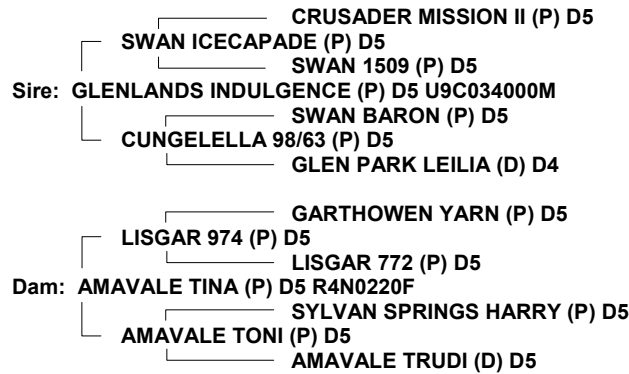 CRUSADER MISSION II (P) D5
SWAN ICECAPADE (P) D5
SWAN 1509 (P) D5
Sire: GLENLANDS INDULGENCE (P) D5 U9C034000M
SWAN BARON (P) D5
CUNGELELLA 98/63 (P) D5
GLEN PARK LEILIA (D) D4
GARTHOWEN YARN (P) D5
LISGAR 974 (P) D5
LISGAR 772 (P) D5
Dam: AMAVALE TINA (P) D5 R4N0220F
SYLVAN SPRINGS HARRY (P) D5
AMAVALE TONI (P) D5
AMAVALE TRUDI (D) D5